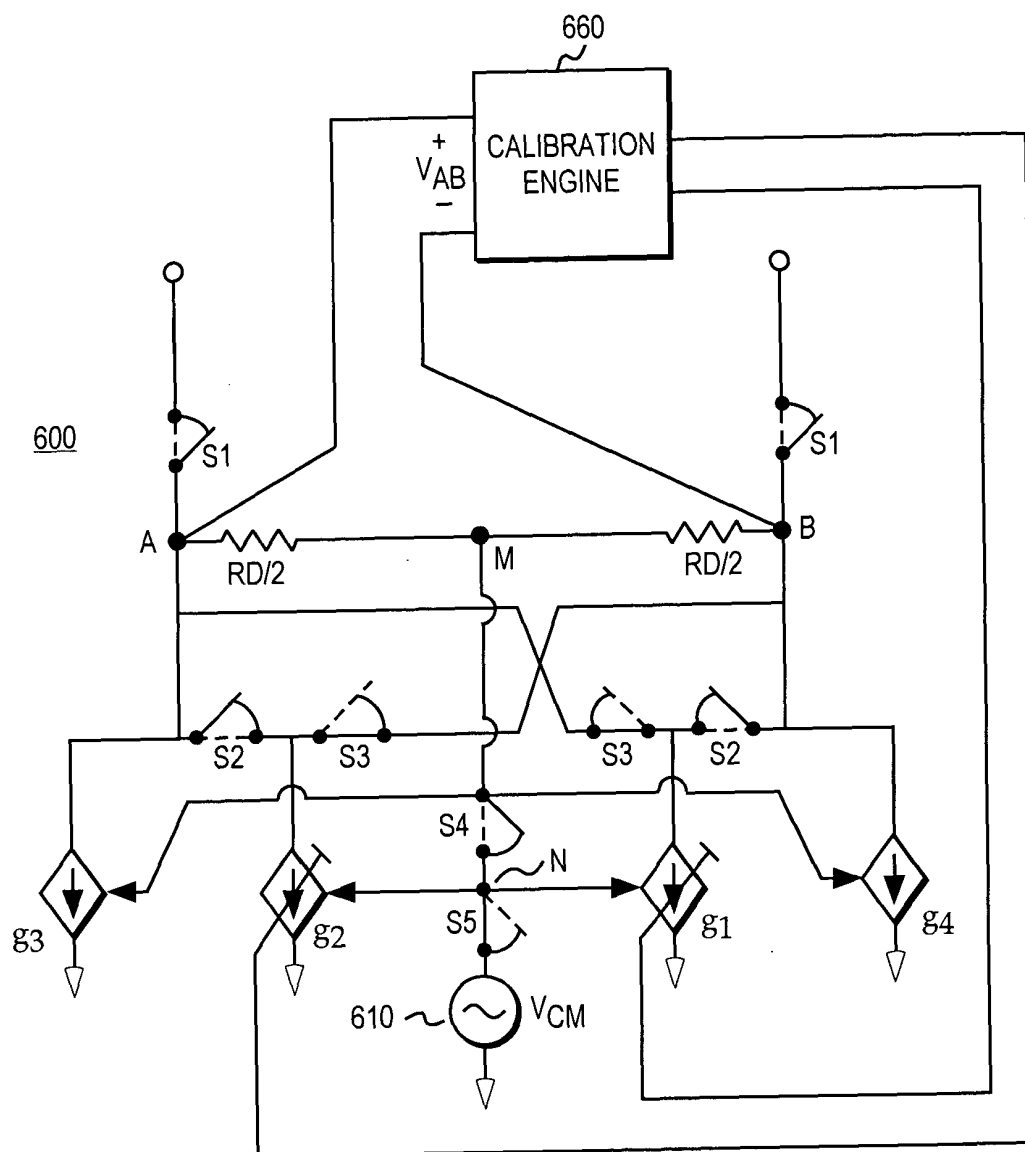 660
+
V_AB
−
CALIBRATION
ENGINE
600
S1
S1
A
RD/2
M
RD/2
B
S2
S3
S3
S2
S4
N
S5
g3
g2
g1
g4
610
V_CM